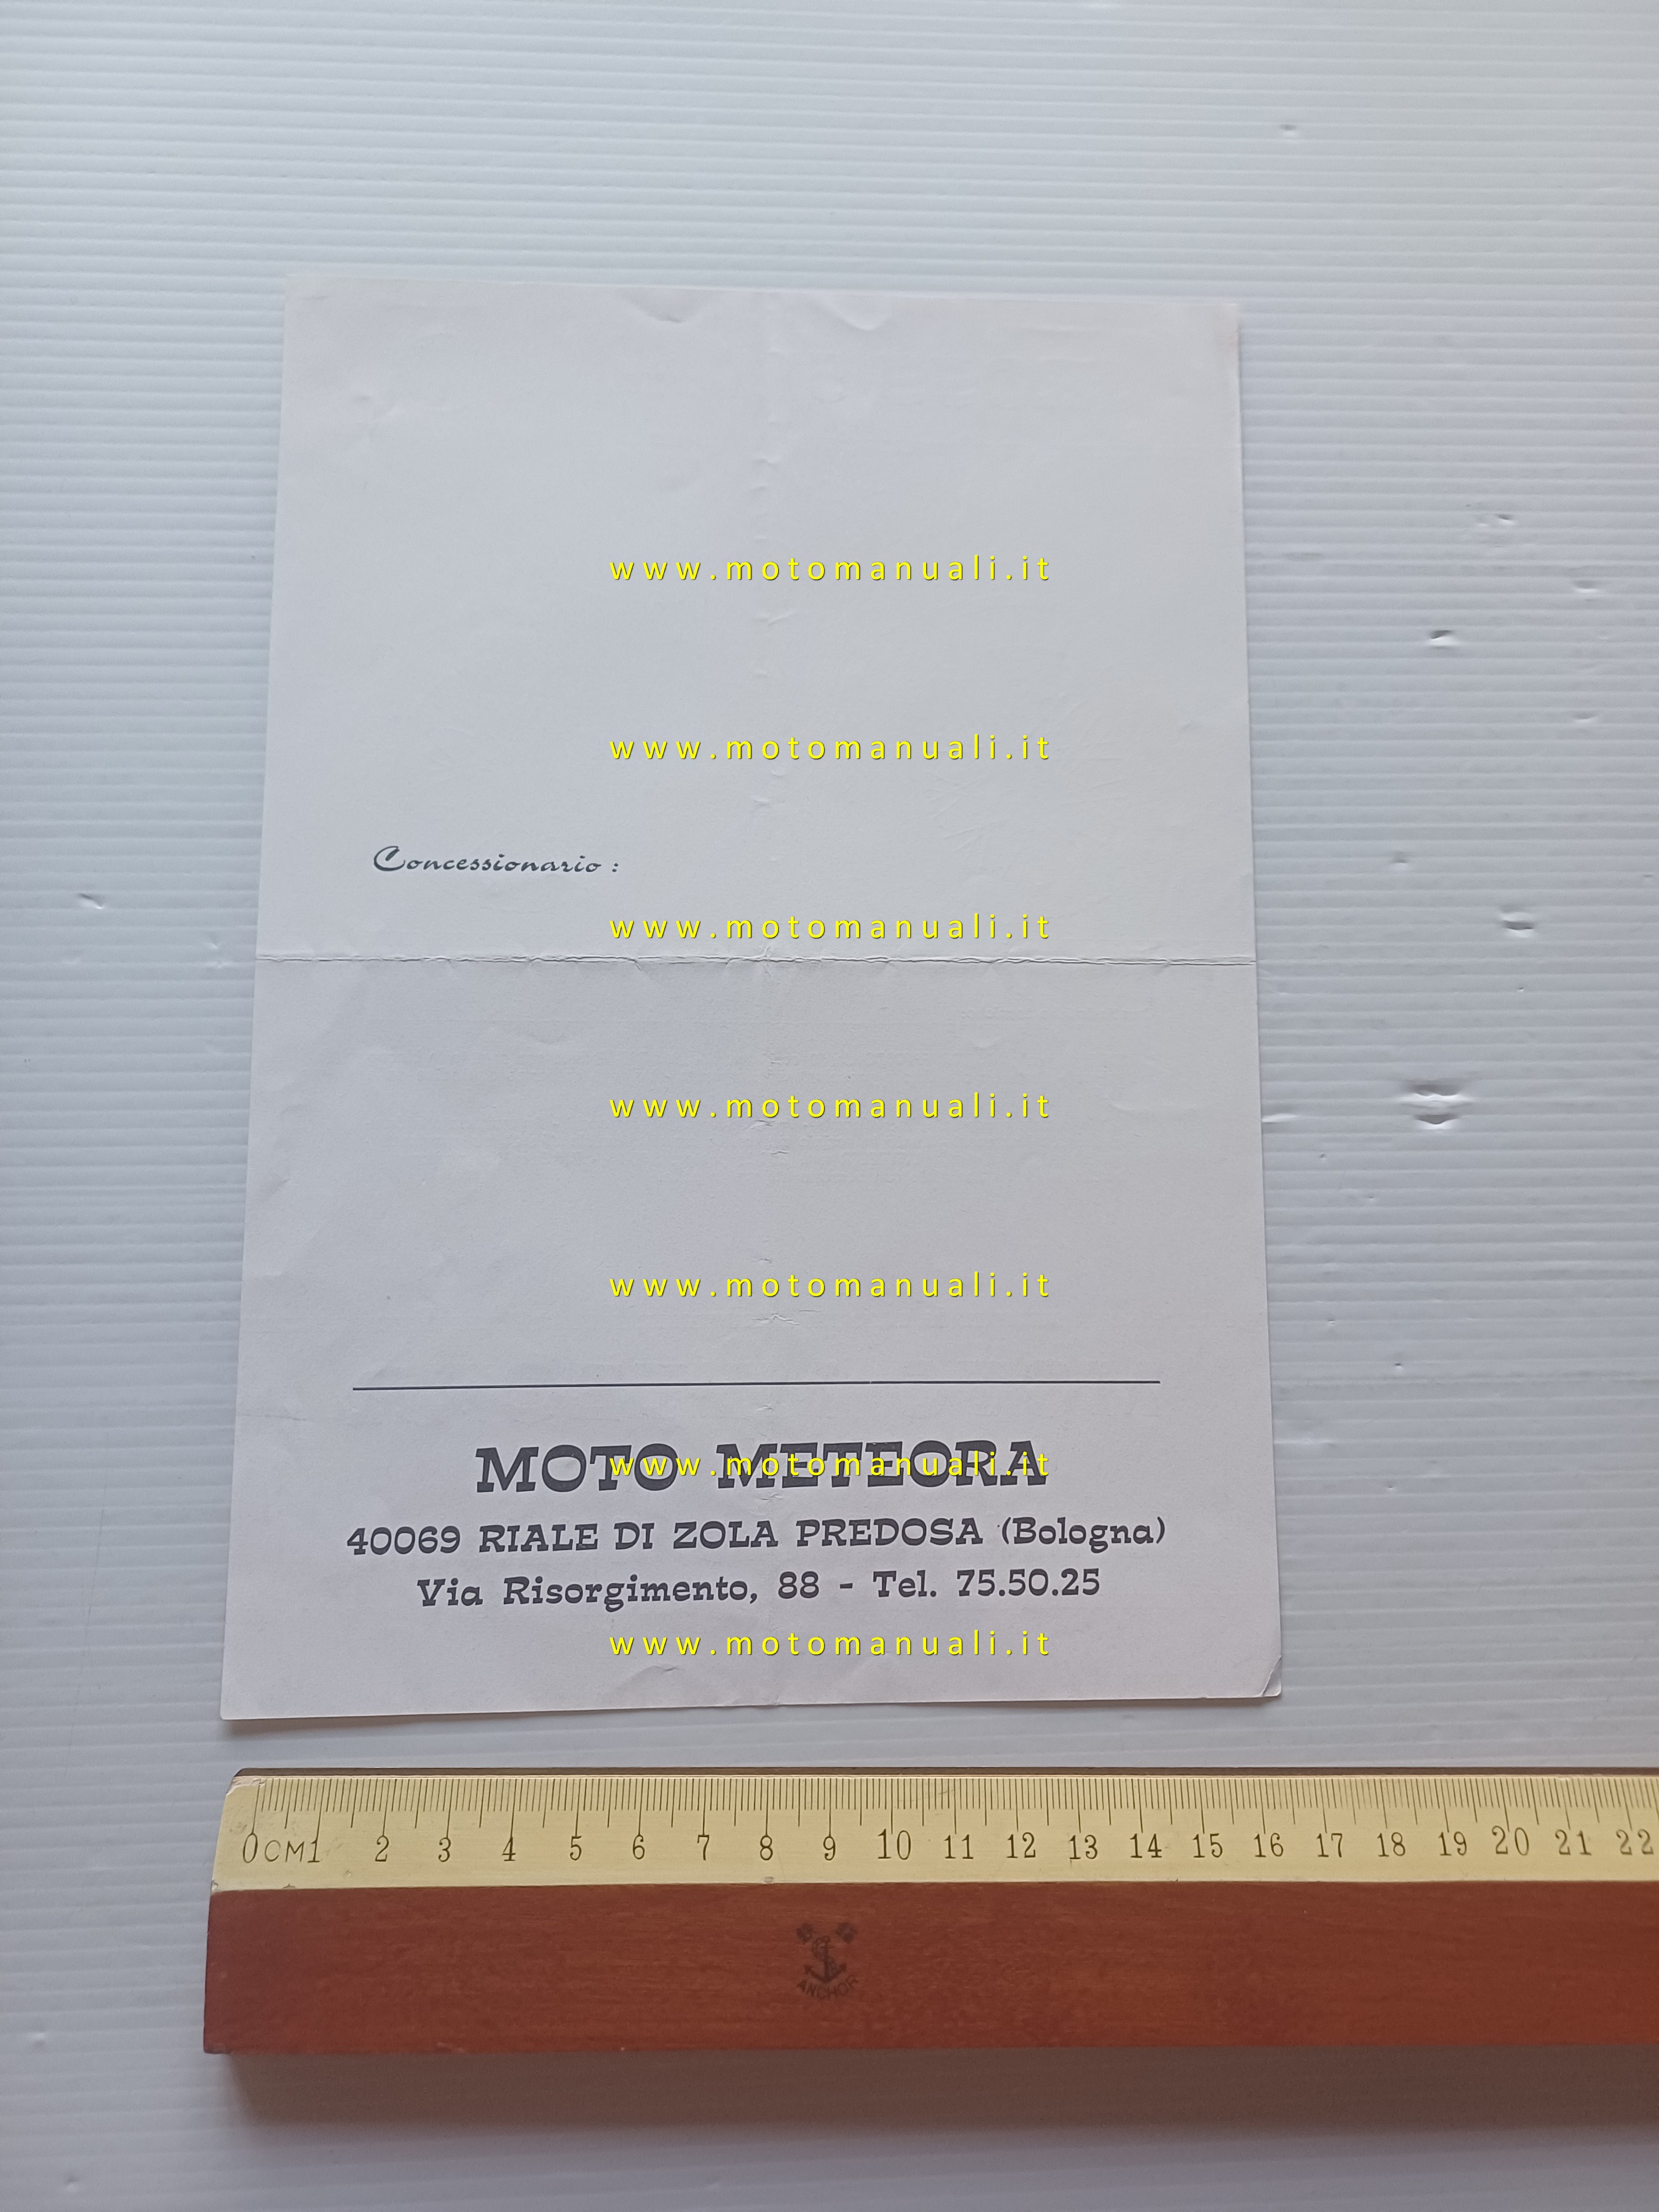 www.motomanuali.it
www.motomanuali.it
Concessionario :
www.motomanuali.it
www.motomanuali.it
www.motomanuali.it
MOTO METEORA
www.motomanuali.it
40069 RIALE DI ZOLA PREDOSA (Bologna)
Via Risorgimento, 88 - Tel. 75.50.25
www.motomanuali.it
0CM1 2 3 4 5 6 7 8 9 10 11 12 13 14 15 16 17 18 19 20 21 22
ANCHOR